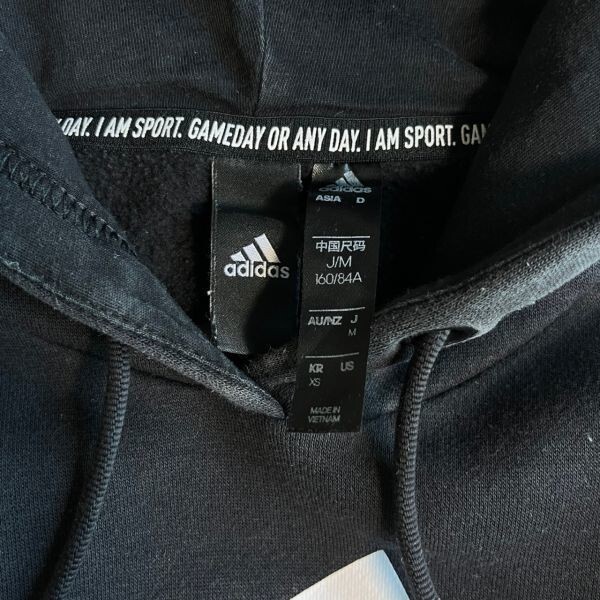 DAY. I AM SPORT. GAMEDAY OR ANY DAY. I AM SPORT. GAM
adidas
adidas
ASIA D
中国尺码
J/M
160/84A
AU/NZ J
M
KR US
XS
MADE IN
VIETNAM